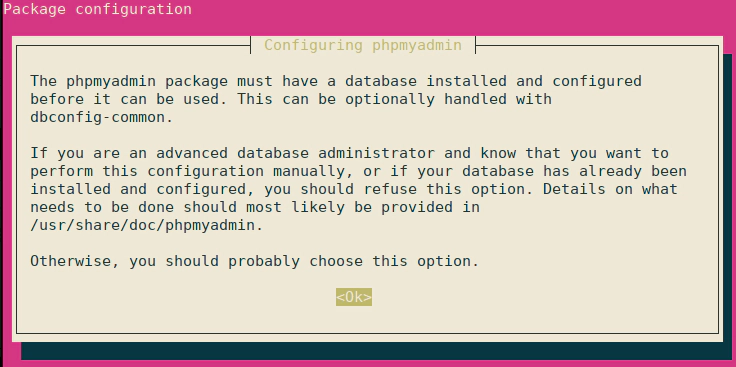 Package configuration
Configuring phpmyadmin
The phpmyadmin package must have a database installed and configured
before it can be used. This can be optionally handled with
dbconfig-common.
If you are an advanced database administrator and know that you want to
perform this configuration manually, or if your database has already been
installed and configured, you should refuse this option. Details on what
needs to be done should most likely be provided in
/usr/share/doc/phpmyadmin.
Otherwise, you should probably choose this option.
<Ok>